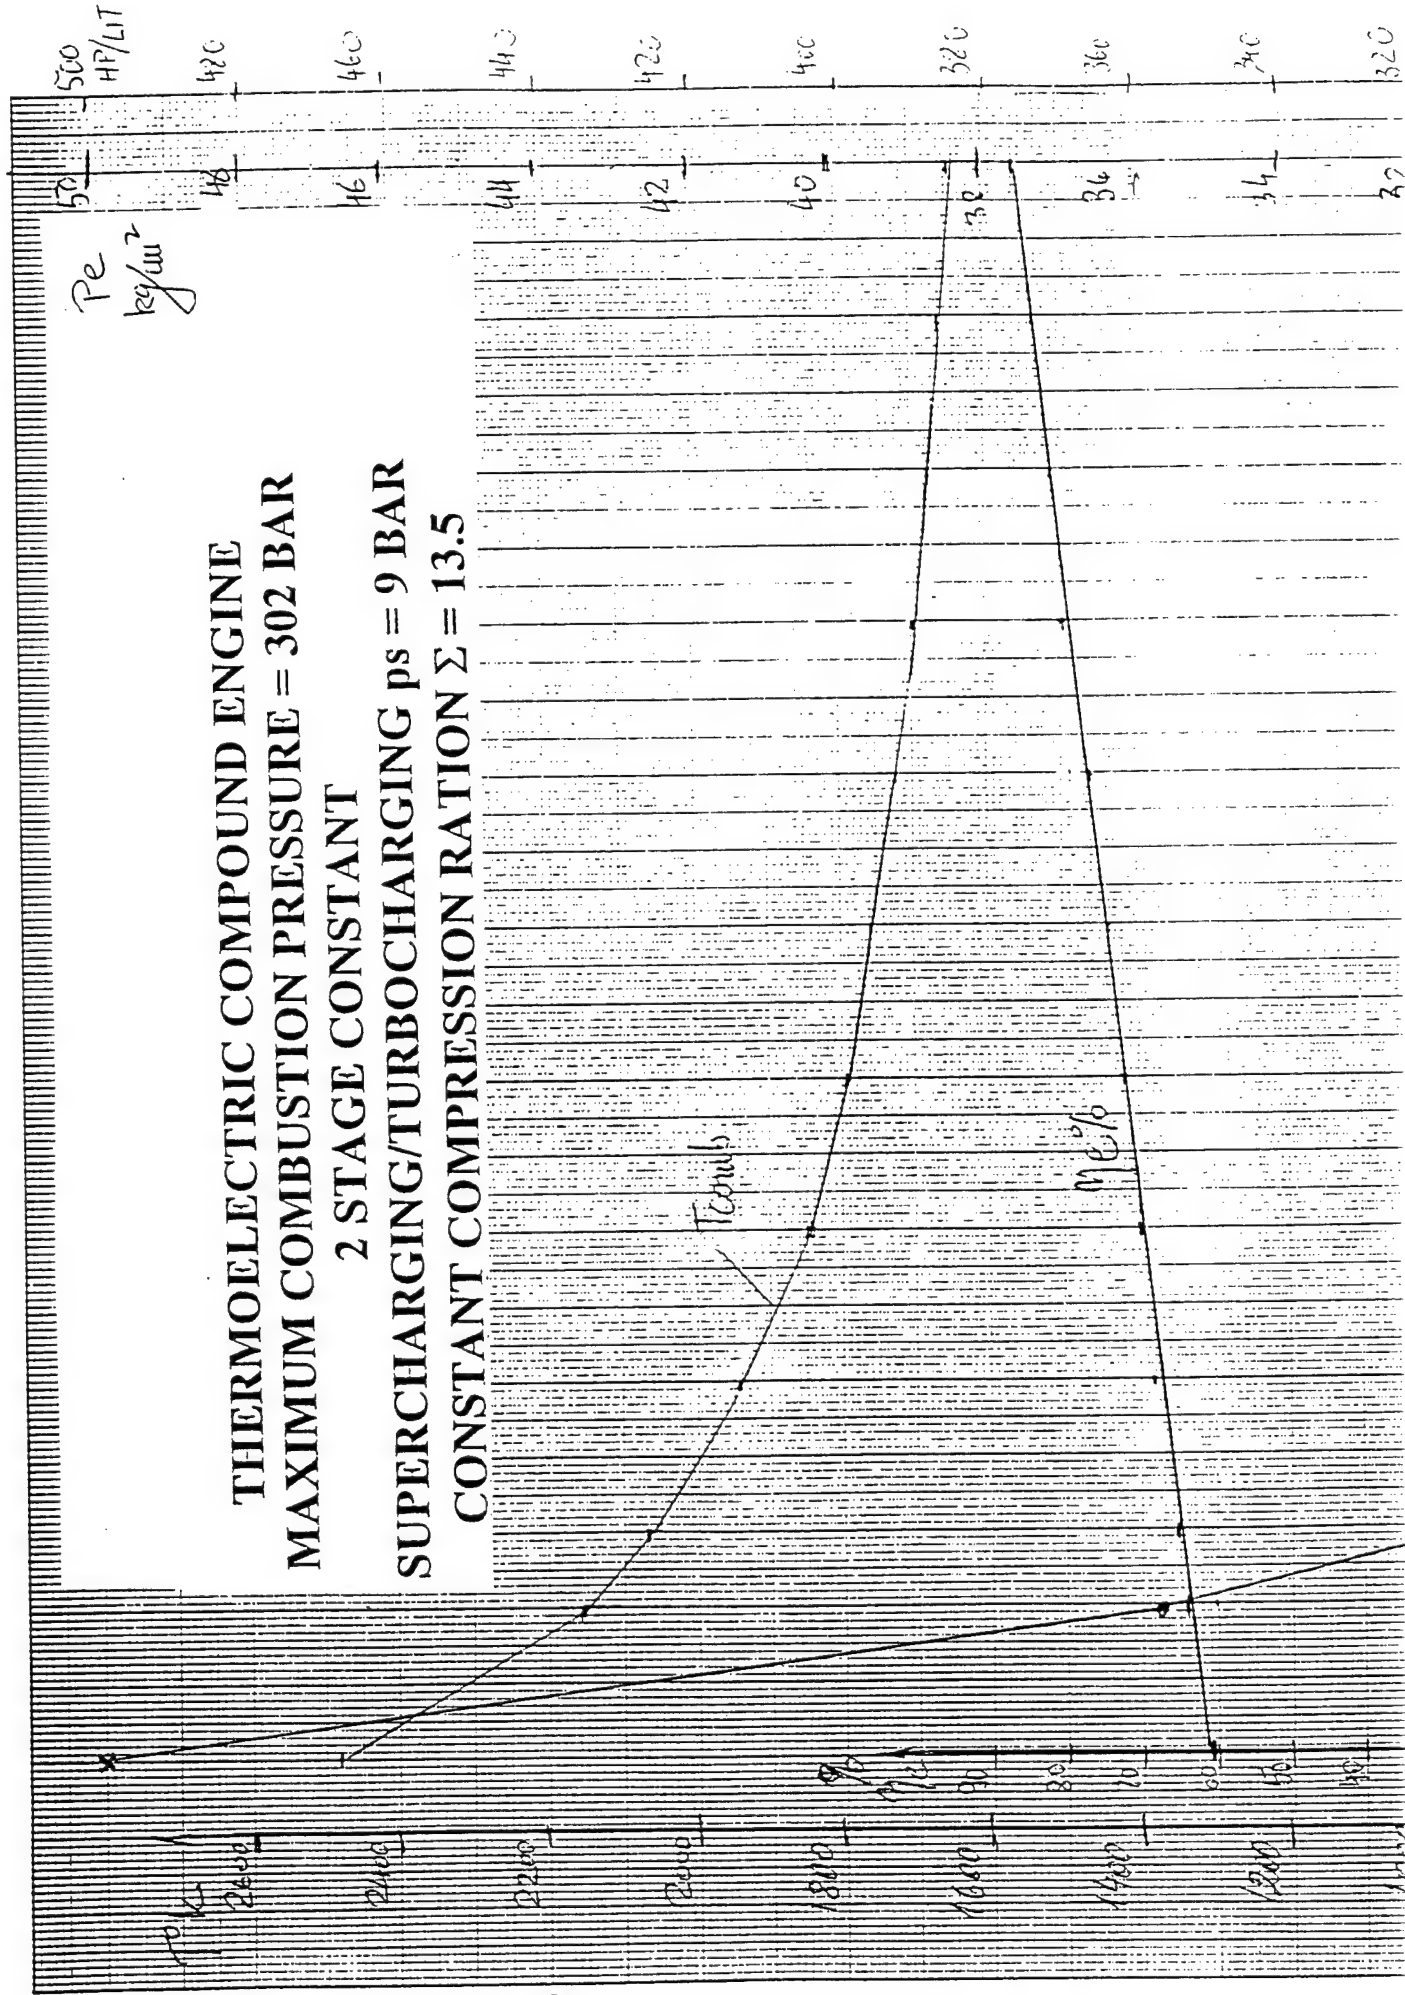 THERMOELECTRIC COMPOUND ENGINE
MAXIMUM COMBUSTION PRESSURE = 302 BAR
2 STAGE CONSTANT
SUPERCHARGING/TURBOCHARGING ps = 9 BAR
CONSTANT COMPRESSION RATION Σ = 13.5
T°K
2600
2400
2200
2000
1800
1600
1400
1200
%
ηe
90
80
70
60
50
40
Tcomb
ηe%
Pe
kg/cm²
50
48
46
44
42
40
38
36
34
500
HP/LIT
480
460
440
420
400
380
360
340
320